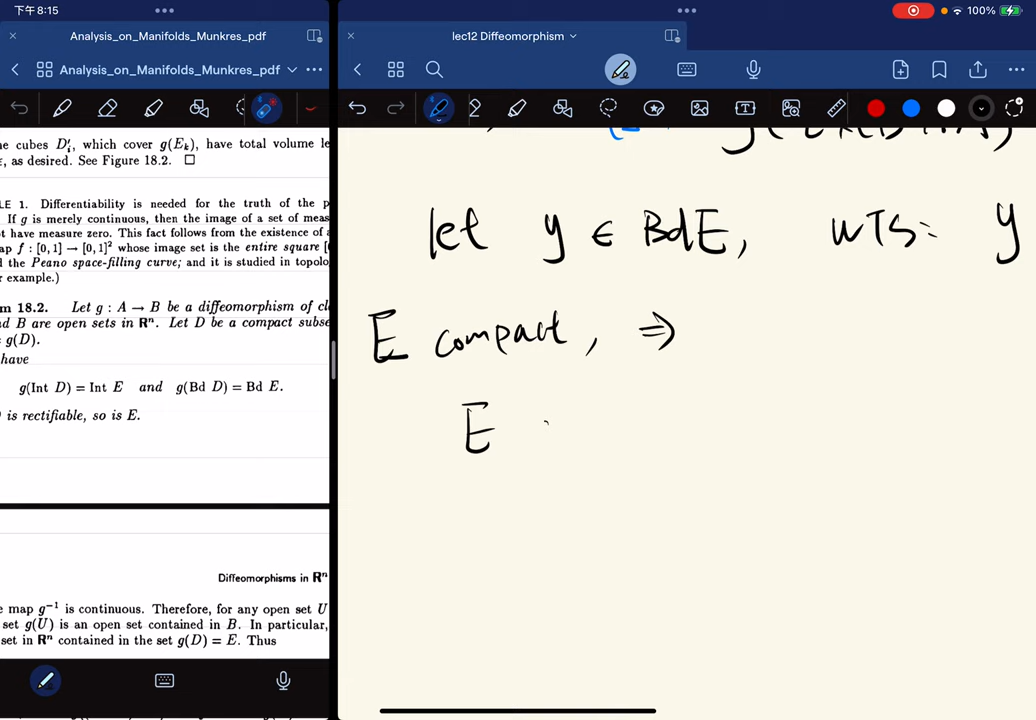 下午8:15
100%
Analysis_on_Manifolds_Munkres_pdf
lec12 Diffeomorphism
Analysis_on_Manifolds_Munkres_pdf
T
ne cubes D′ᵢ, which cover g(Eₖ), have total volume le
, as desired. See Figure 18.2. □
LE 1. Differentiability is needed for the truth of the p
If g is merely continuous, then the image of a set of meas
t have measure zero. This fact follows from the existence of a
ap f : [0,1] → [0,1]² whose image set is the entire square [
d the Peano space-filling curve; and it is studied in topolo
r example.)
m 18.2. Let g : A → B be a diffeomorphism of cl
nd B are open sets in Rⁿ. Let D be a compact subse
= g(D).
have
g(Int D) = Int E and g(Bd D) = Bd E.
) is rectifiable, so is E.
Diffeomorphisms in Rⁿ
e map g⁻¹ is continuous. Therefore, for any open set U
set g(U) is an open set contained in B. In particular,
set in Rⁿ contained in the set g(D) = E. Thus
let y ∈ Bd E, WTS: y
E compact, ⇒
E